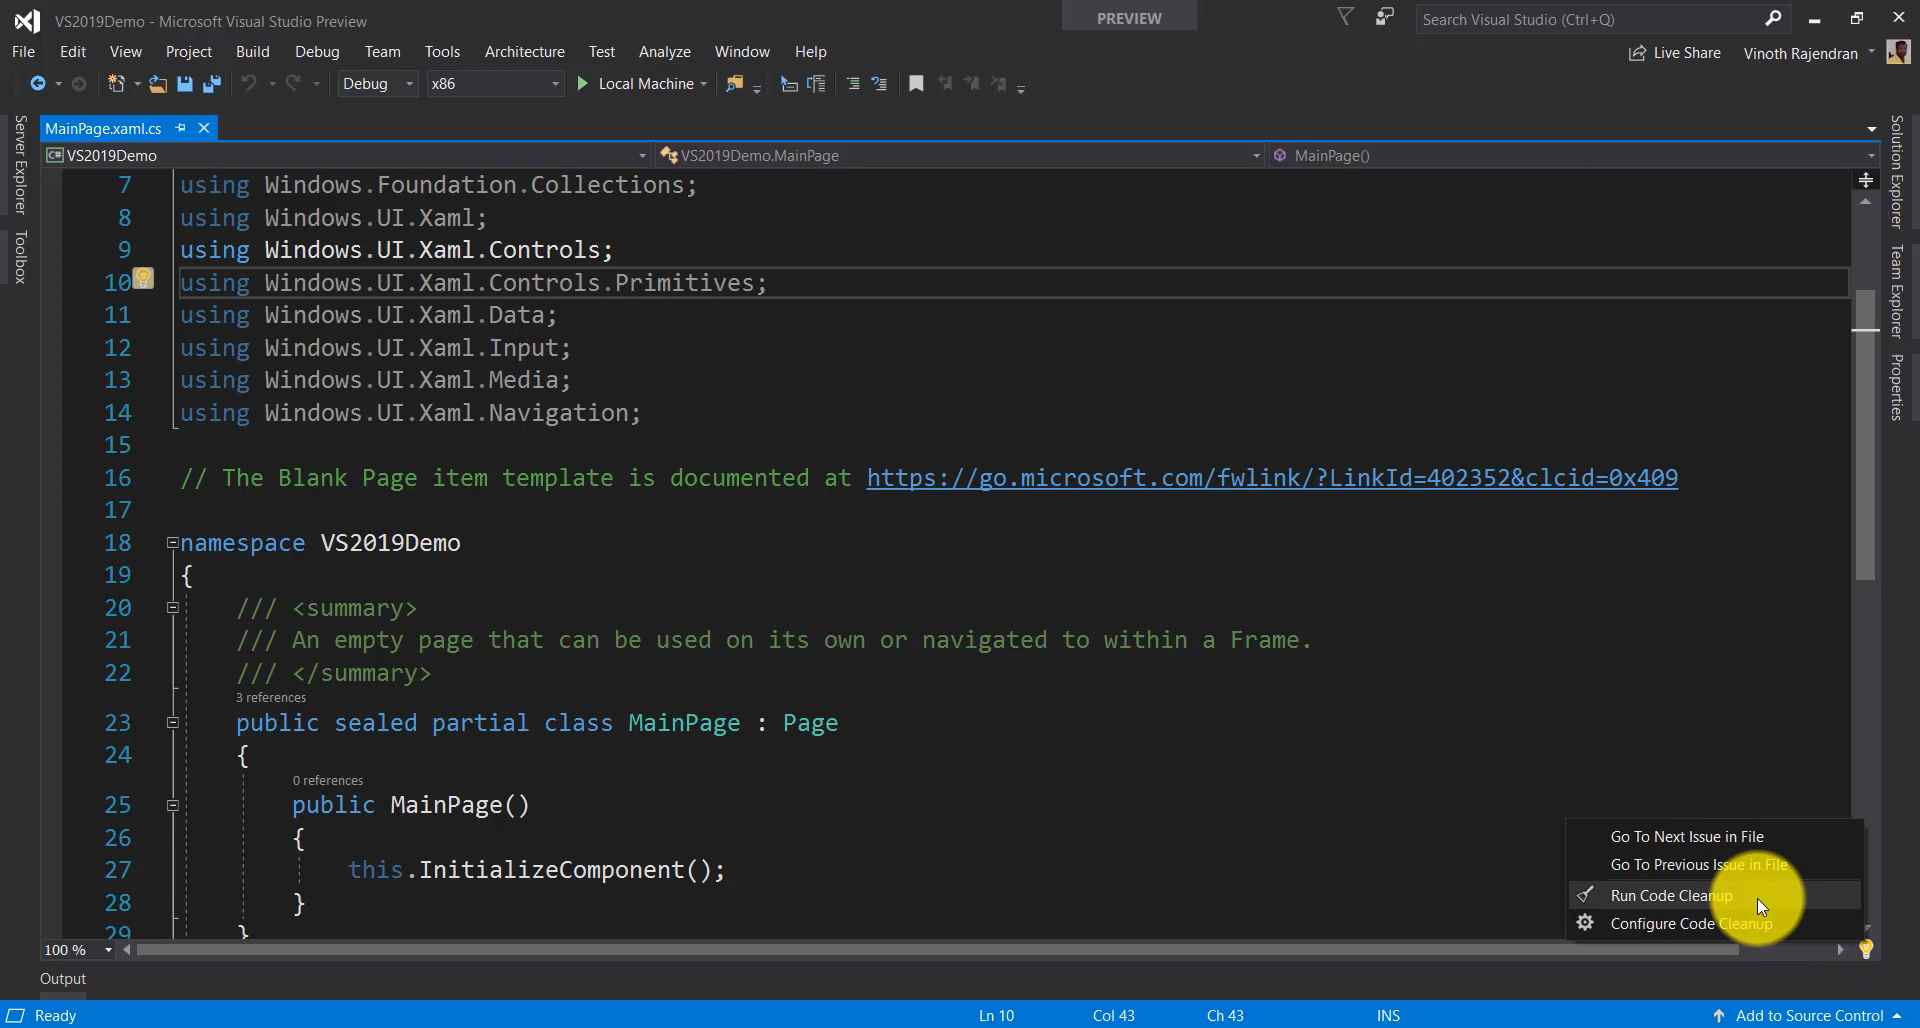 VS2019Demo - Microsoft Visual Studio Preview
PREVIEW
Search Visual Studio (Ctrl+Q)
File Edit View Project Build Debug Team Tools Architecture Test Analyze Window Help
Live Share Vinoth Rajendran
Debug x86 Local Machine
Server Explorer
Toolbox
MainPage.xaml.cs
C# VS2019Demo VS2019Demo.MainPage MainPage()
7 using Windows.Foundation.Collections;
8 using Windows.UI.Xaml;
9 using Windows.UI.Xaml.Controls;
10 using Windows.UI.Xaml.Controls.Primitives;
11 using Windows.UI.Xaml.Data;
12 using Windows.UI.Xaml.Input;
13 using Windows.UI.Xaml.Media;
14 using Windows.UI.Xaml.Navigation;
15
16 // The Blank Page item template is documented at https://go.microsoft.com/fwlink/?LinkId=402352&clcid=0x409
17
18 namespace VS2019Demo
19 {
20 /// <summary>
21 /// An empty page that can be used on its own or navigated to within a Frame.
22 /// </summary>
3 references
23 public sealed partial class MainPage : Page
24 {
0 references
25 public MainPage()
26 {
27 this.InitializeComponent();
28 }
29 }
Solution Explorer
Team Explorer
Properties
Go To Next Issue in File
Go To Previous Issue in File
Run Code Cleanup
Configure Code Cleanup
100 %
Output
Ready Ln 10 Col 43 Ch 43 INS Add to Source Control